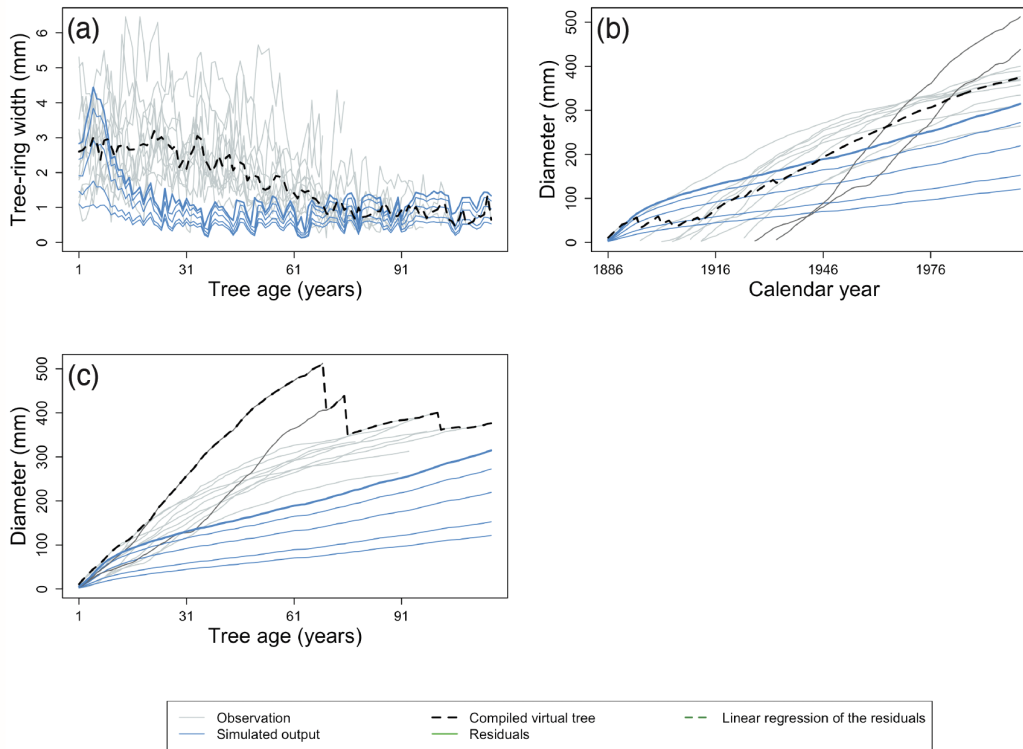 (a)
Tree-ring width (mm)
0 1 2 3 4 5 6
1 31 61 91
Tree age (years)
(b)
Diameter (mm)
0 100 200 300 400 500
1886 1916 1946 1976
Calendar year
(c)
Diameter (mm)
0 100 200 300 400 500
1 31 61 91
Tree age (years)
Observation Compiled virtual tree Linear regression of the residuals
Simulated output Residuals